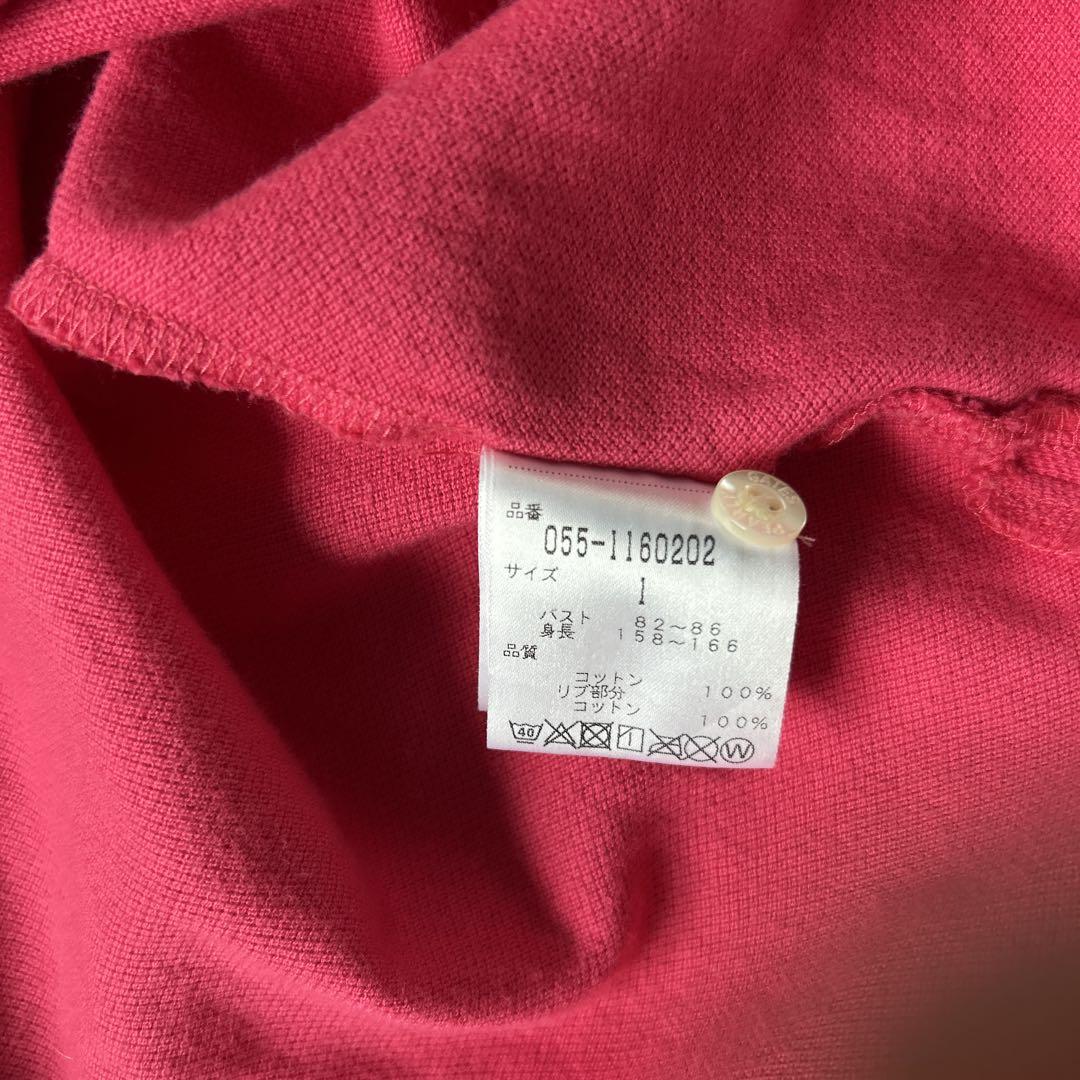 品番
055-1160202
サイズ
1
バスト 82～86
身長 158～166
品質
コットン 100%
リブ部分
コットン 100%
40
W